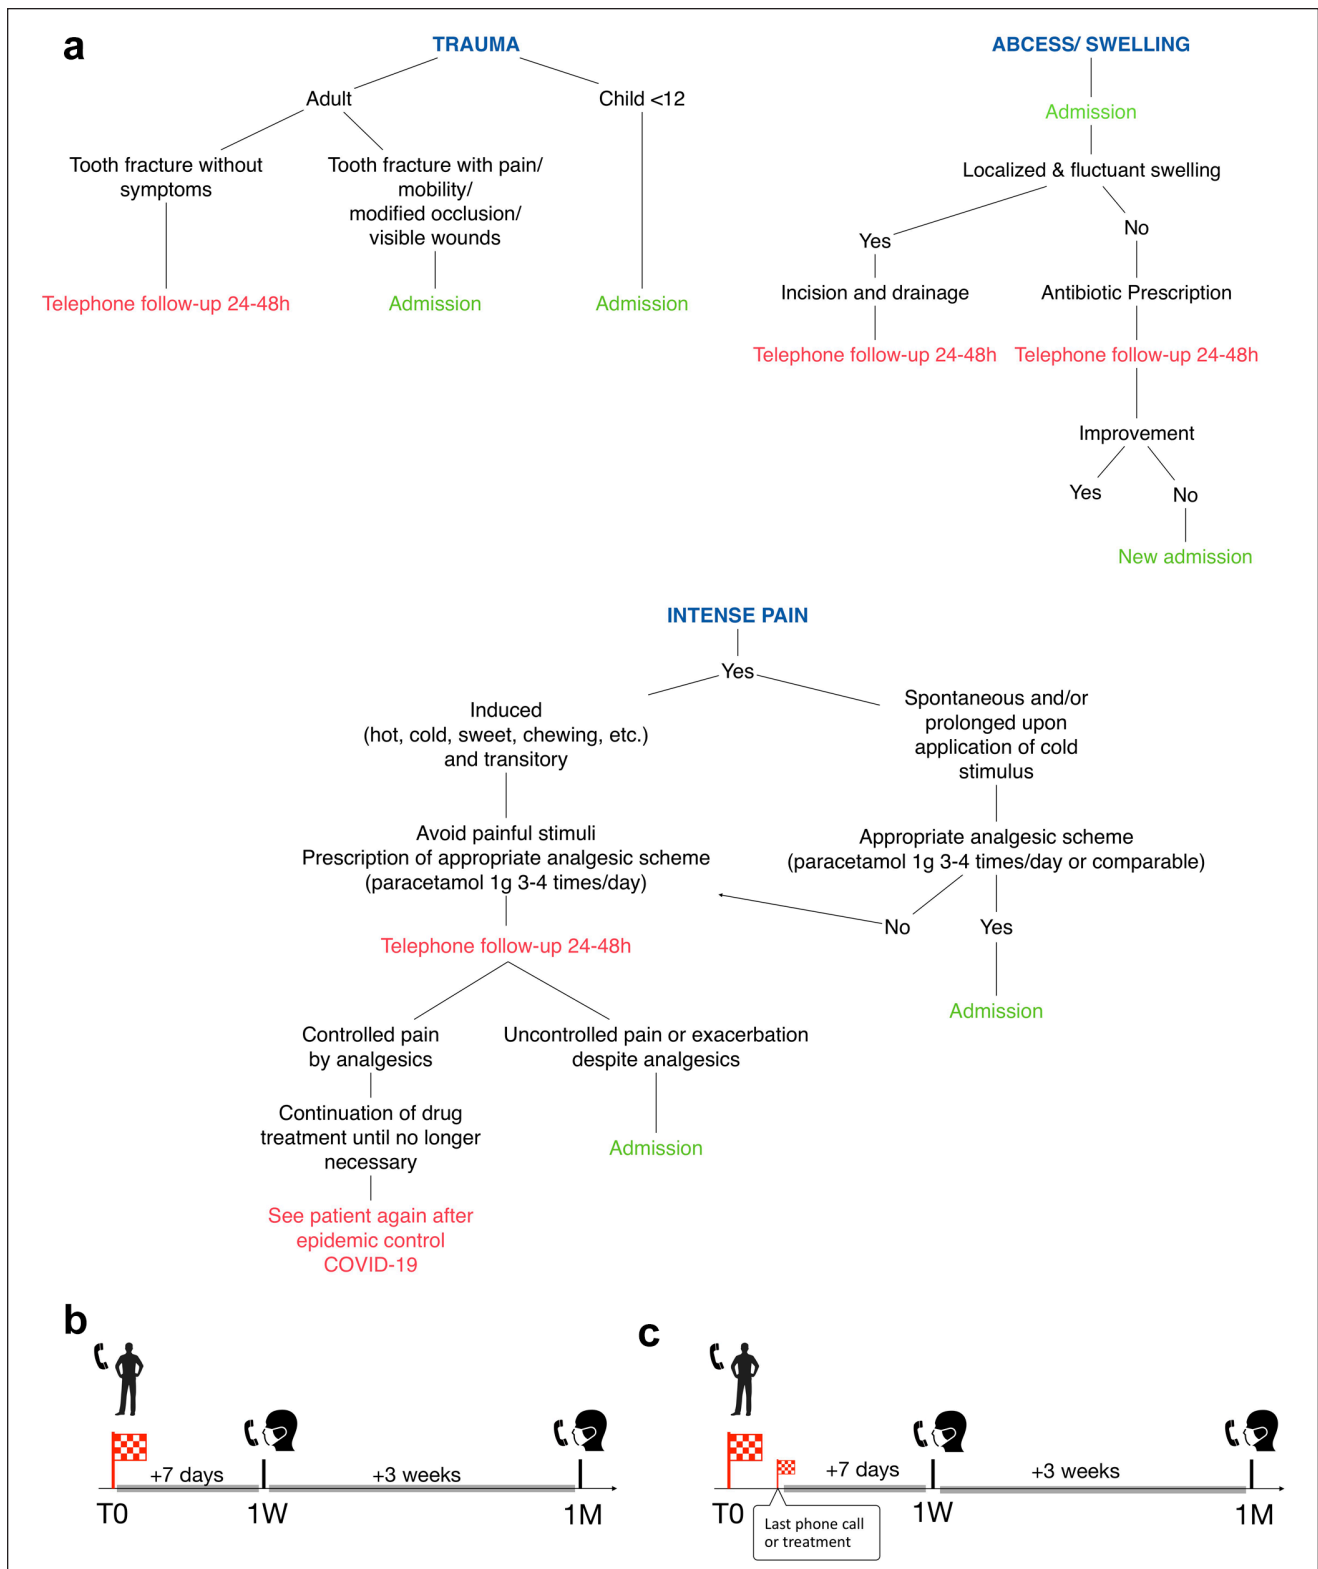 a
TRAUMA
Adult
Child <12
Tooth fracture without
symptoms
Tooth fracture with pain/
mobility/
modified occlusion/
visible wounds
Telephone follow-up 24-48h
Admission
Admission
ABCESS/ SWELLING
Admission
Localized & fluctuant swelling
Yes
No
Incision and drainage
Antibiotic Prescription
Telephone follow-up 24-48h
Telephone follow-up 24-48h
Improvement
Yes
No
New admission
INTENSE PAIN
Yes
Induced
(hot, cold, sweet, chewing, etc.)
and transitory
Spontaneous and/or
prolonged upon
application of cold
stimulus
Avoid painful stimuli
Prescription of appropriate analgesic scheme
(paracetamol 1g 3-4 times/day)
Appropriate analgesic scheme
(paracetamol 1g 3-4 times/day or comparable)
No
Yes
Telephone follow-up 24-48h
Admission
Controlled pain
by analgesics
Uncontrolled pain or exacerbation
despite analgesics
Continuation of drug
treatment until no longer
necessary
Admission
See patient again after
epidemic control
COVID-19
b
+7 days
+3 weeks
T0
1W
1M
c
+7 days
+3 weeks
T0
1W
1M
Last phone call
or treatment